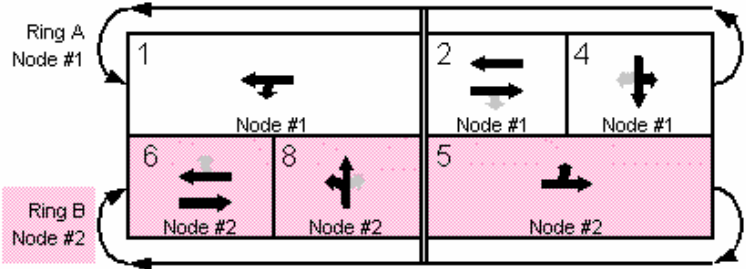 Ring A
Node #1
1
2
4
Node #1
Node #1
Node #1
6
8
5
Ring B
Node #2
Node #2
Node #2
Node #2